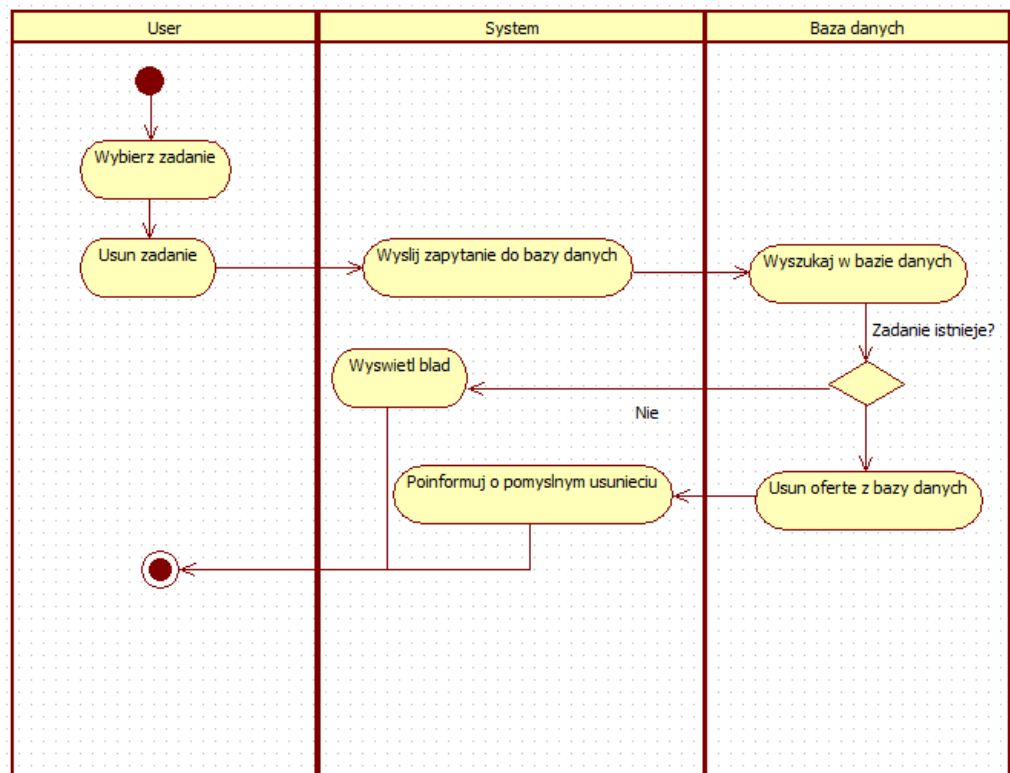 User
System
Baza danych
Wybierz zadanie
Usun zadanie
Wyslij zapytanie do bazy danych
Wyszukaj w bazie danych
Zadanie istnieje?
Wyswietl blad
Nie
Poinformuj o pomyslnym usunieciu
Usun oferte z bazy danych